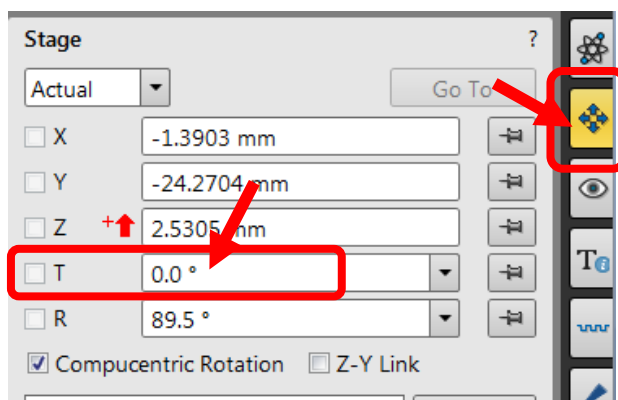 Stage ?
Actual Go To
X -1.3903 mm
Y -24.2704 mm
Z + 2.5305 mm
T 0.0 °
R 89.5 °
Compucentric Rotation Z-Y Link
T i